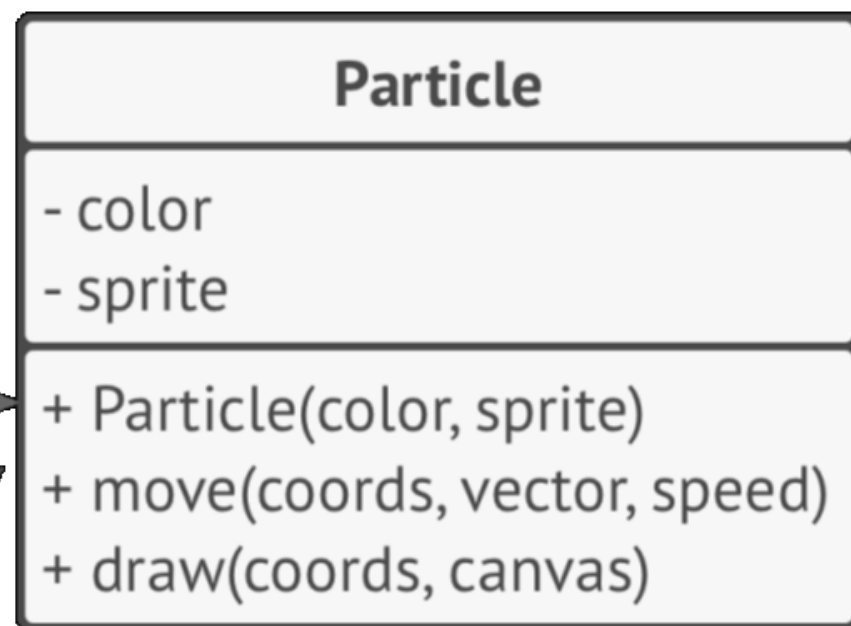 Particle
- color
- sprite
+ Particle(color, sprite)
+ move(coords, vector, speed)
+ draw(coords, canvas)